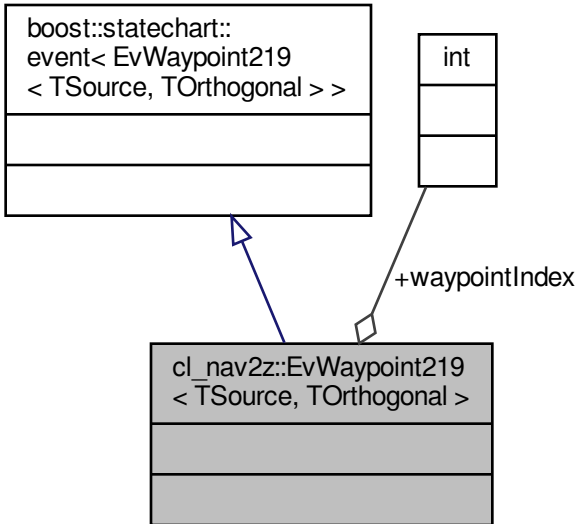 boost::statechart::
event< EvWaypoint219
< TSource, TOrthogonal > >
int
+waypointIndex
cl_nav2z::EvWaypoint219
< TSource, TOrthogonal >